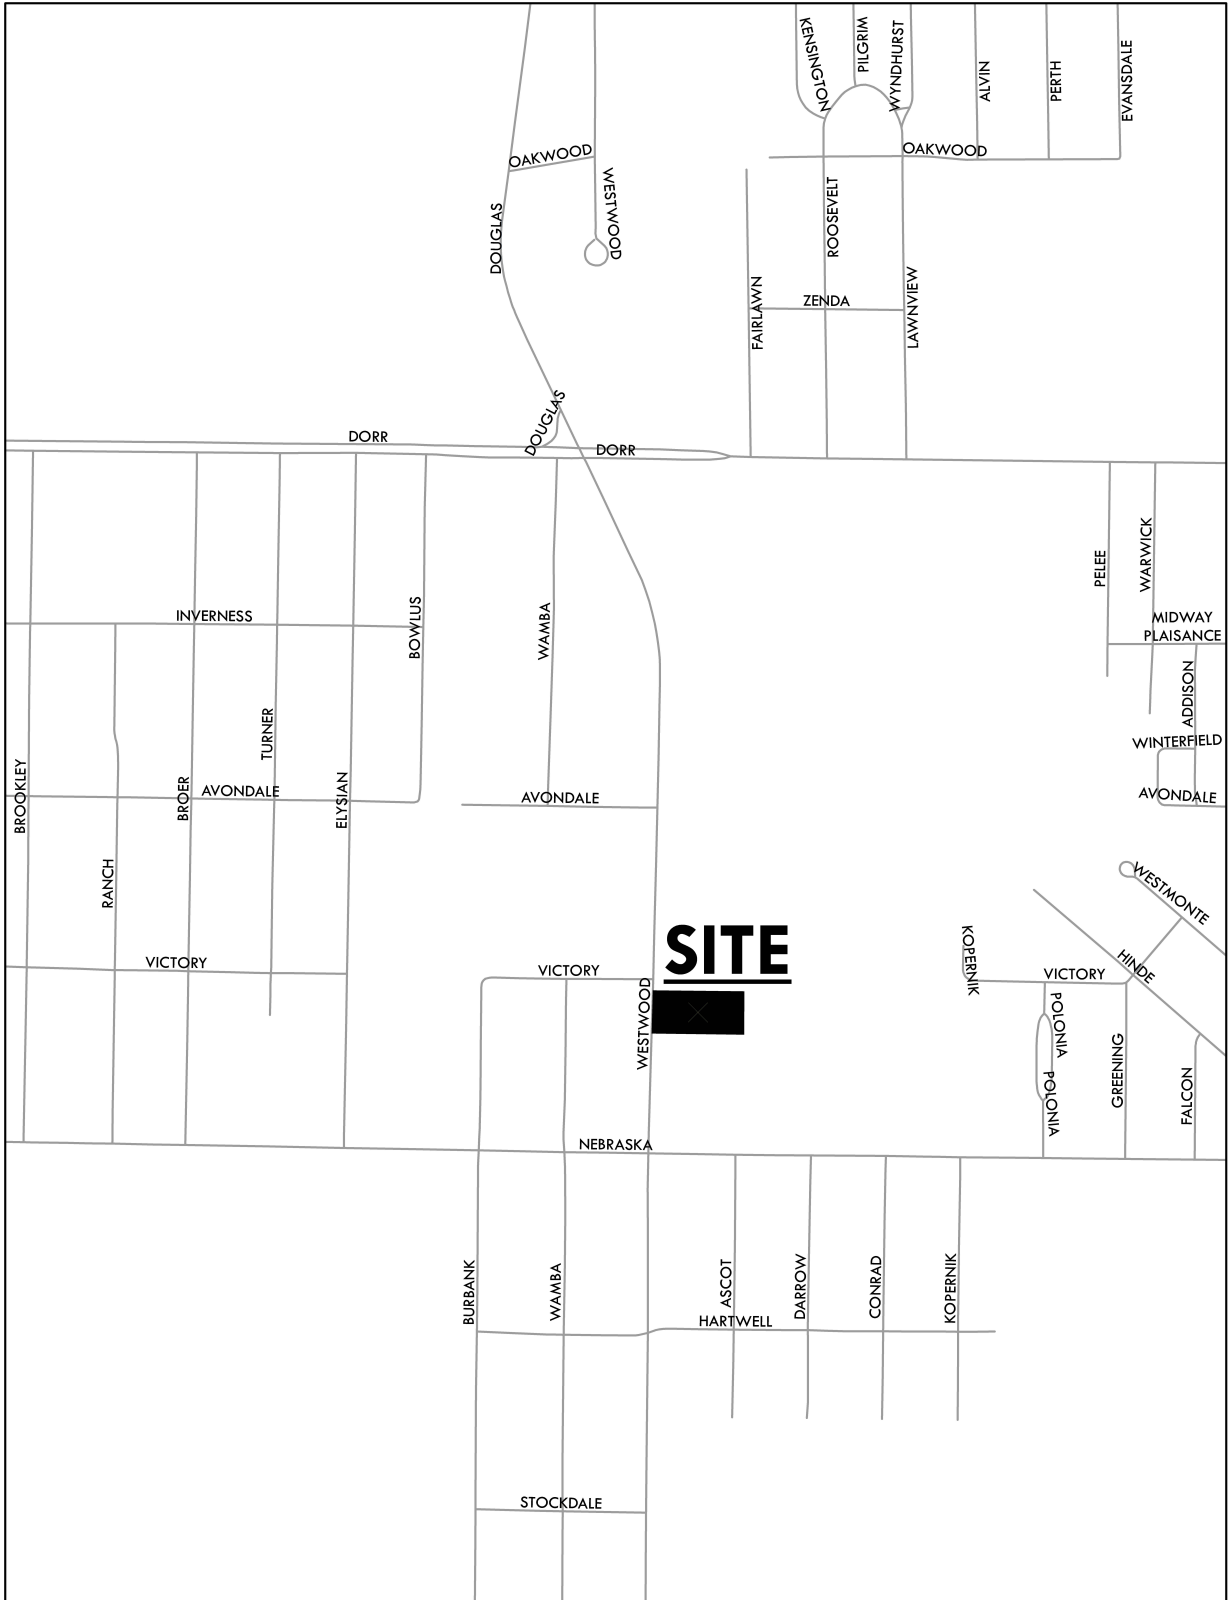 KENSINGTON
PILGRIM
WYNDHURST
ALVIN
PERTH
EVANSDALE
OAKWOOD
OAKWOOD
WESTWOOD
DOUGLAS
ROOSEVELT
FAIRLAWN
ZENDA
LAWNVIEW
DOUGLAS
DORR
DORR
PELEE
WARWICK
INVERNESS
BOWLUS
WAMBA
MIDWAY
PLAISANCE
ADDISON
TURNER
WINTERFIELD
BROOKLEY
BROER
AVONDALE
ELYSIAN
AVONDALE
AVONDALE
RANCH
WESTMONTE
SITE
KOPERNIK
HINDE
VICTORY
VICTORY
VICTORY
WESTWOOD
POLONIA
POLONIA
GREENING
FALCON
NEBRASKA
BURBANK
WAMBA
ASCOT
DARROW
CONRAD
KOPERNIK
HARTWELL
STOCKDALE